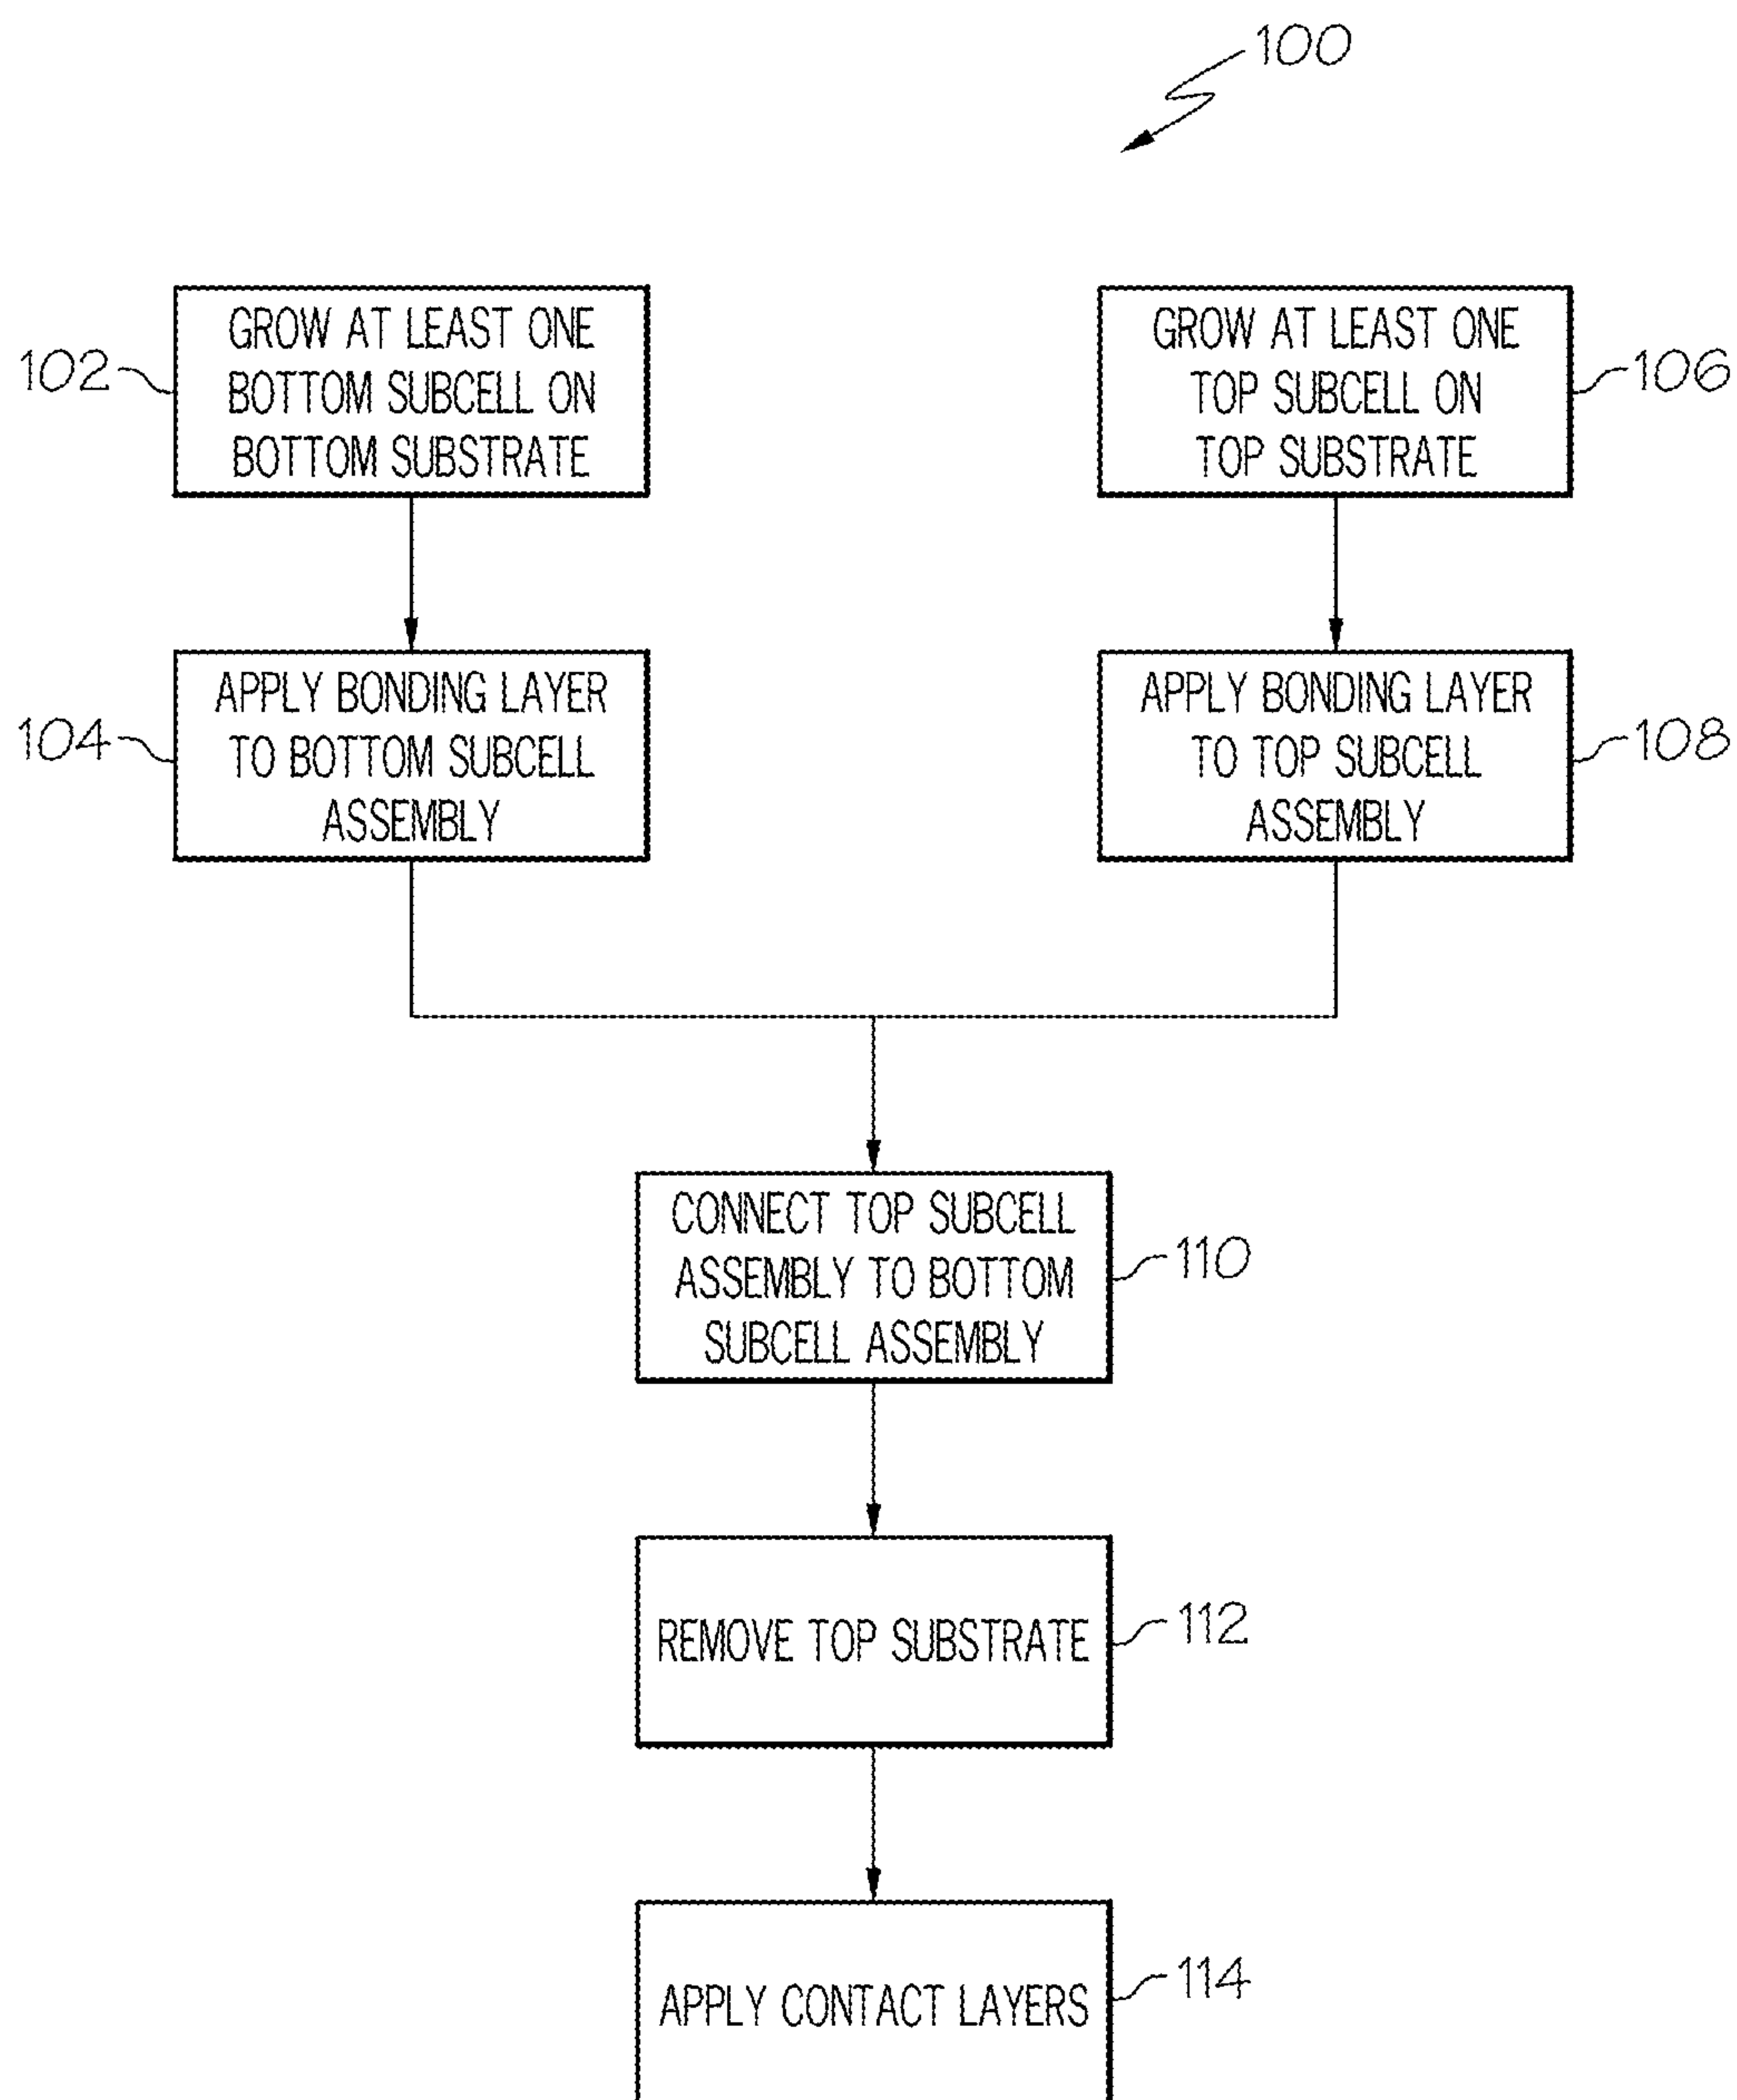 100
GROW AT LEAST ONE
BOTTOM SUBCELL ON
BOTTOM SUBSTRATE
102
GROW AT LEAST ONE
TOP SUBCELL ON
TOP SUBSTRATE
106
APPLY BONDING LAYER
TO BOTTOM SUBCELL
ASSEMBLY
104
APPLY BONDING LAYER
TO TOP SUBCELL
ASSEMBLY
108
CONNECT TOP SUBCELL
ASSEMBLY TO BOTTOM
SUBCELL ASSEMBLY
110
REMOVE TOP SUBSTRATE
112
APPLY CONTACT LAYERS
114